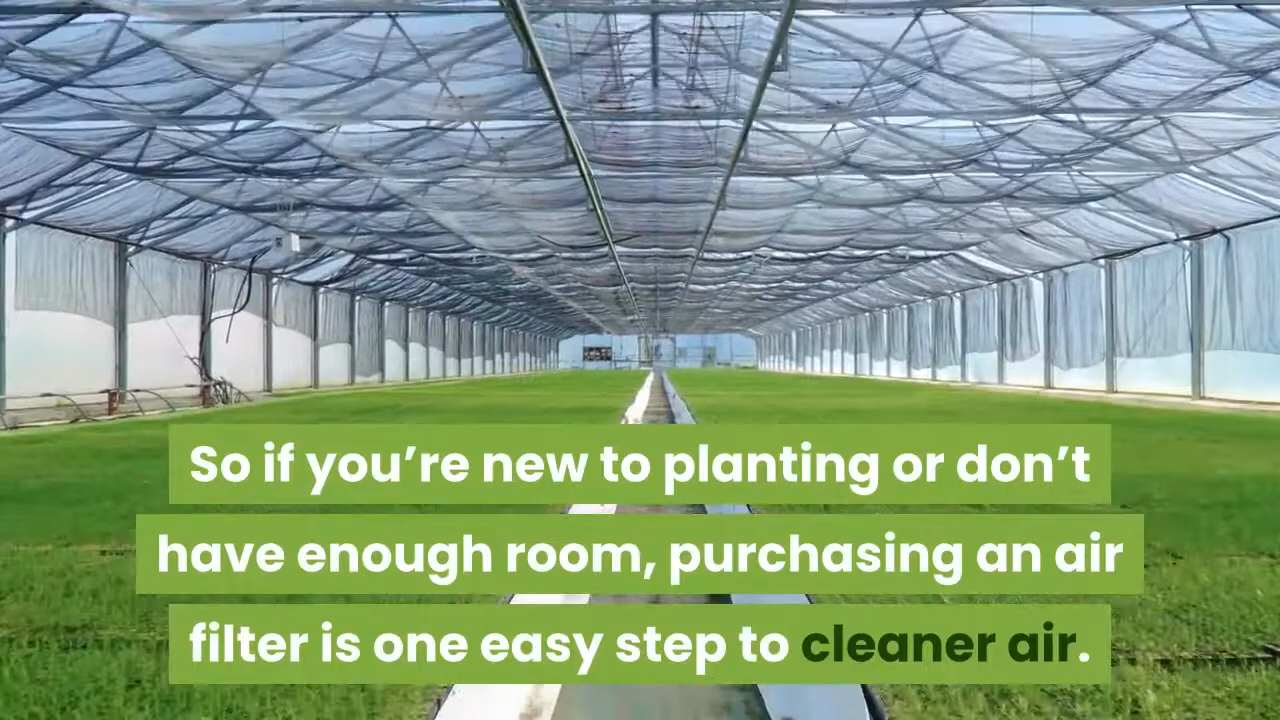 So if you’re new to planting or don’t
have enough room, purchasing an air
filter is one easy step to cleaner air.